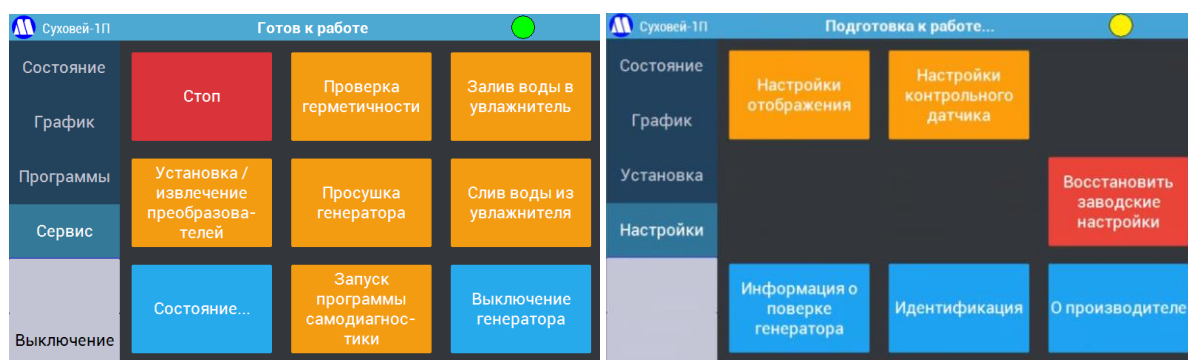 Суховей-1П
Готов к работе
Состояние
График
Программы
Сервис
Выключение
Стоп
Проверка
герметичности
Залив воды в
увлажнитель
Установка /
извлечение
преобразова-
телей
Просушка
генератора
Слив воды из
увлажнителя
Состояние...
Запуск
программы
самодиагнос-
тики
Выключение
генератора
Суховей-1П
Подготовка к работе...
Состояние
График
Установка
Настройки
Настройки
отображения
Настройки
контрольного
датчика
Восстановить
заводские
настройки
Информация о
поверке
генератора
Идентификация
О производителе